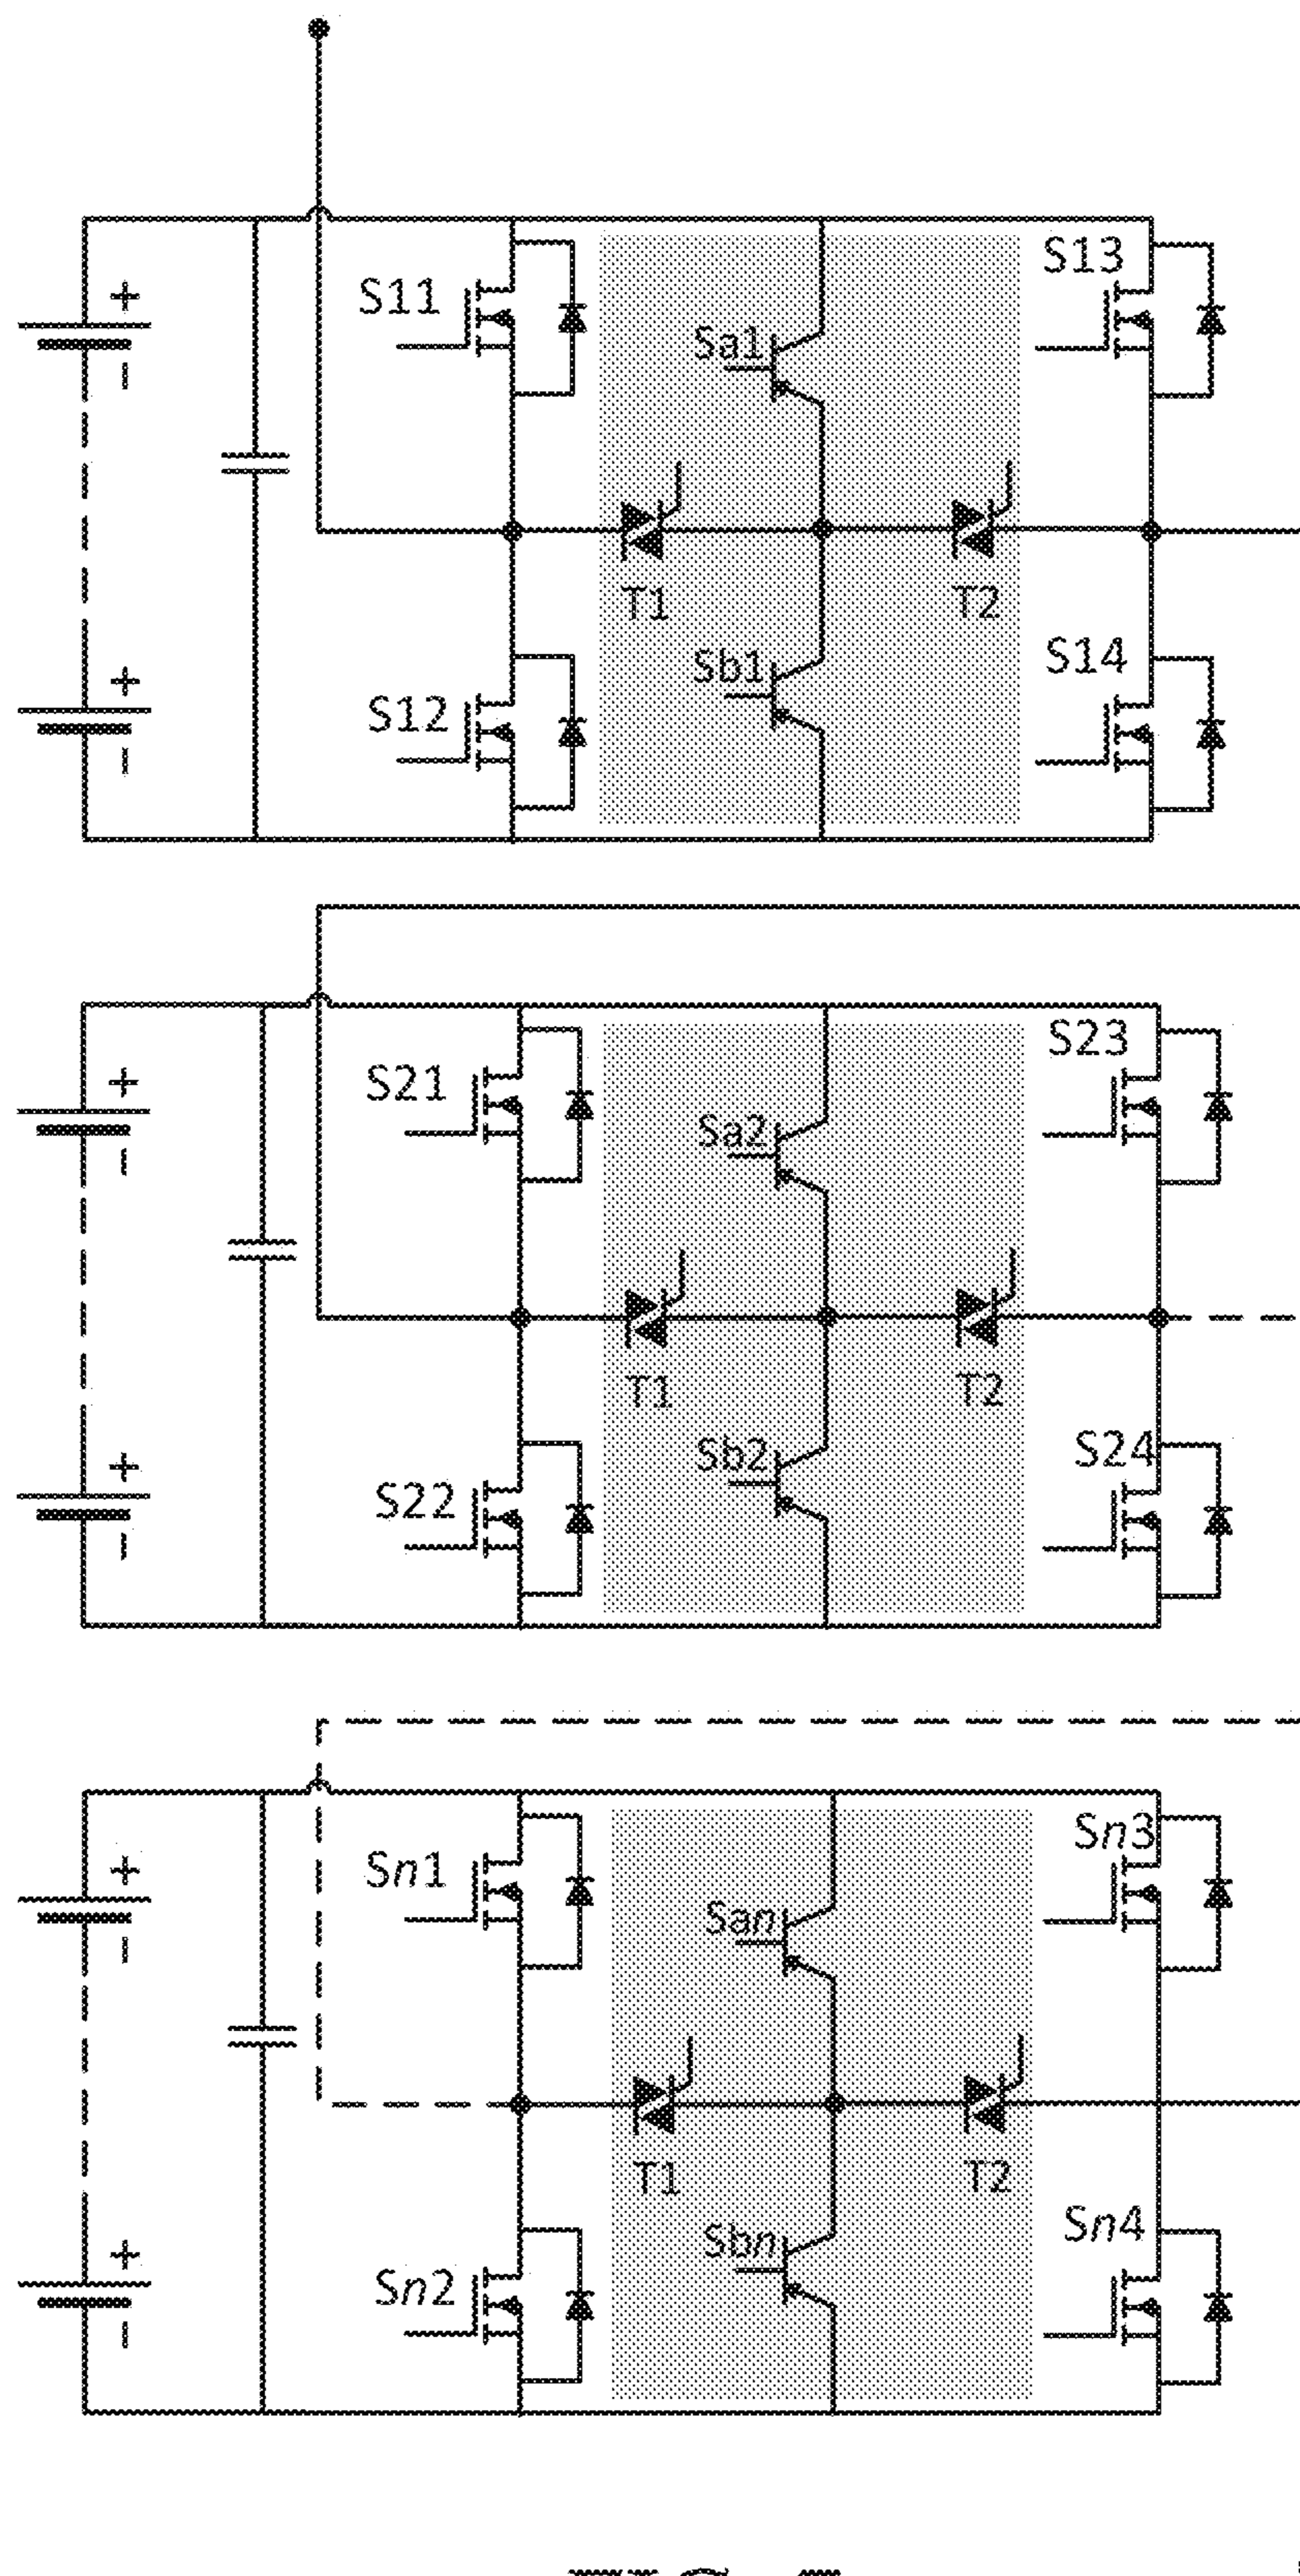 S11
S13
+
Sa1
-
T1
T2
S14
Sb1
+
S12
-
S23
S21
+
Sa2
-
T1
T2
S24
Sb2
+
S22
-
Sn3
Sn1
+
San
-
T1
T2
Sn4
Sbn
+
Sn2
-